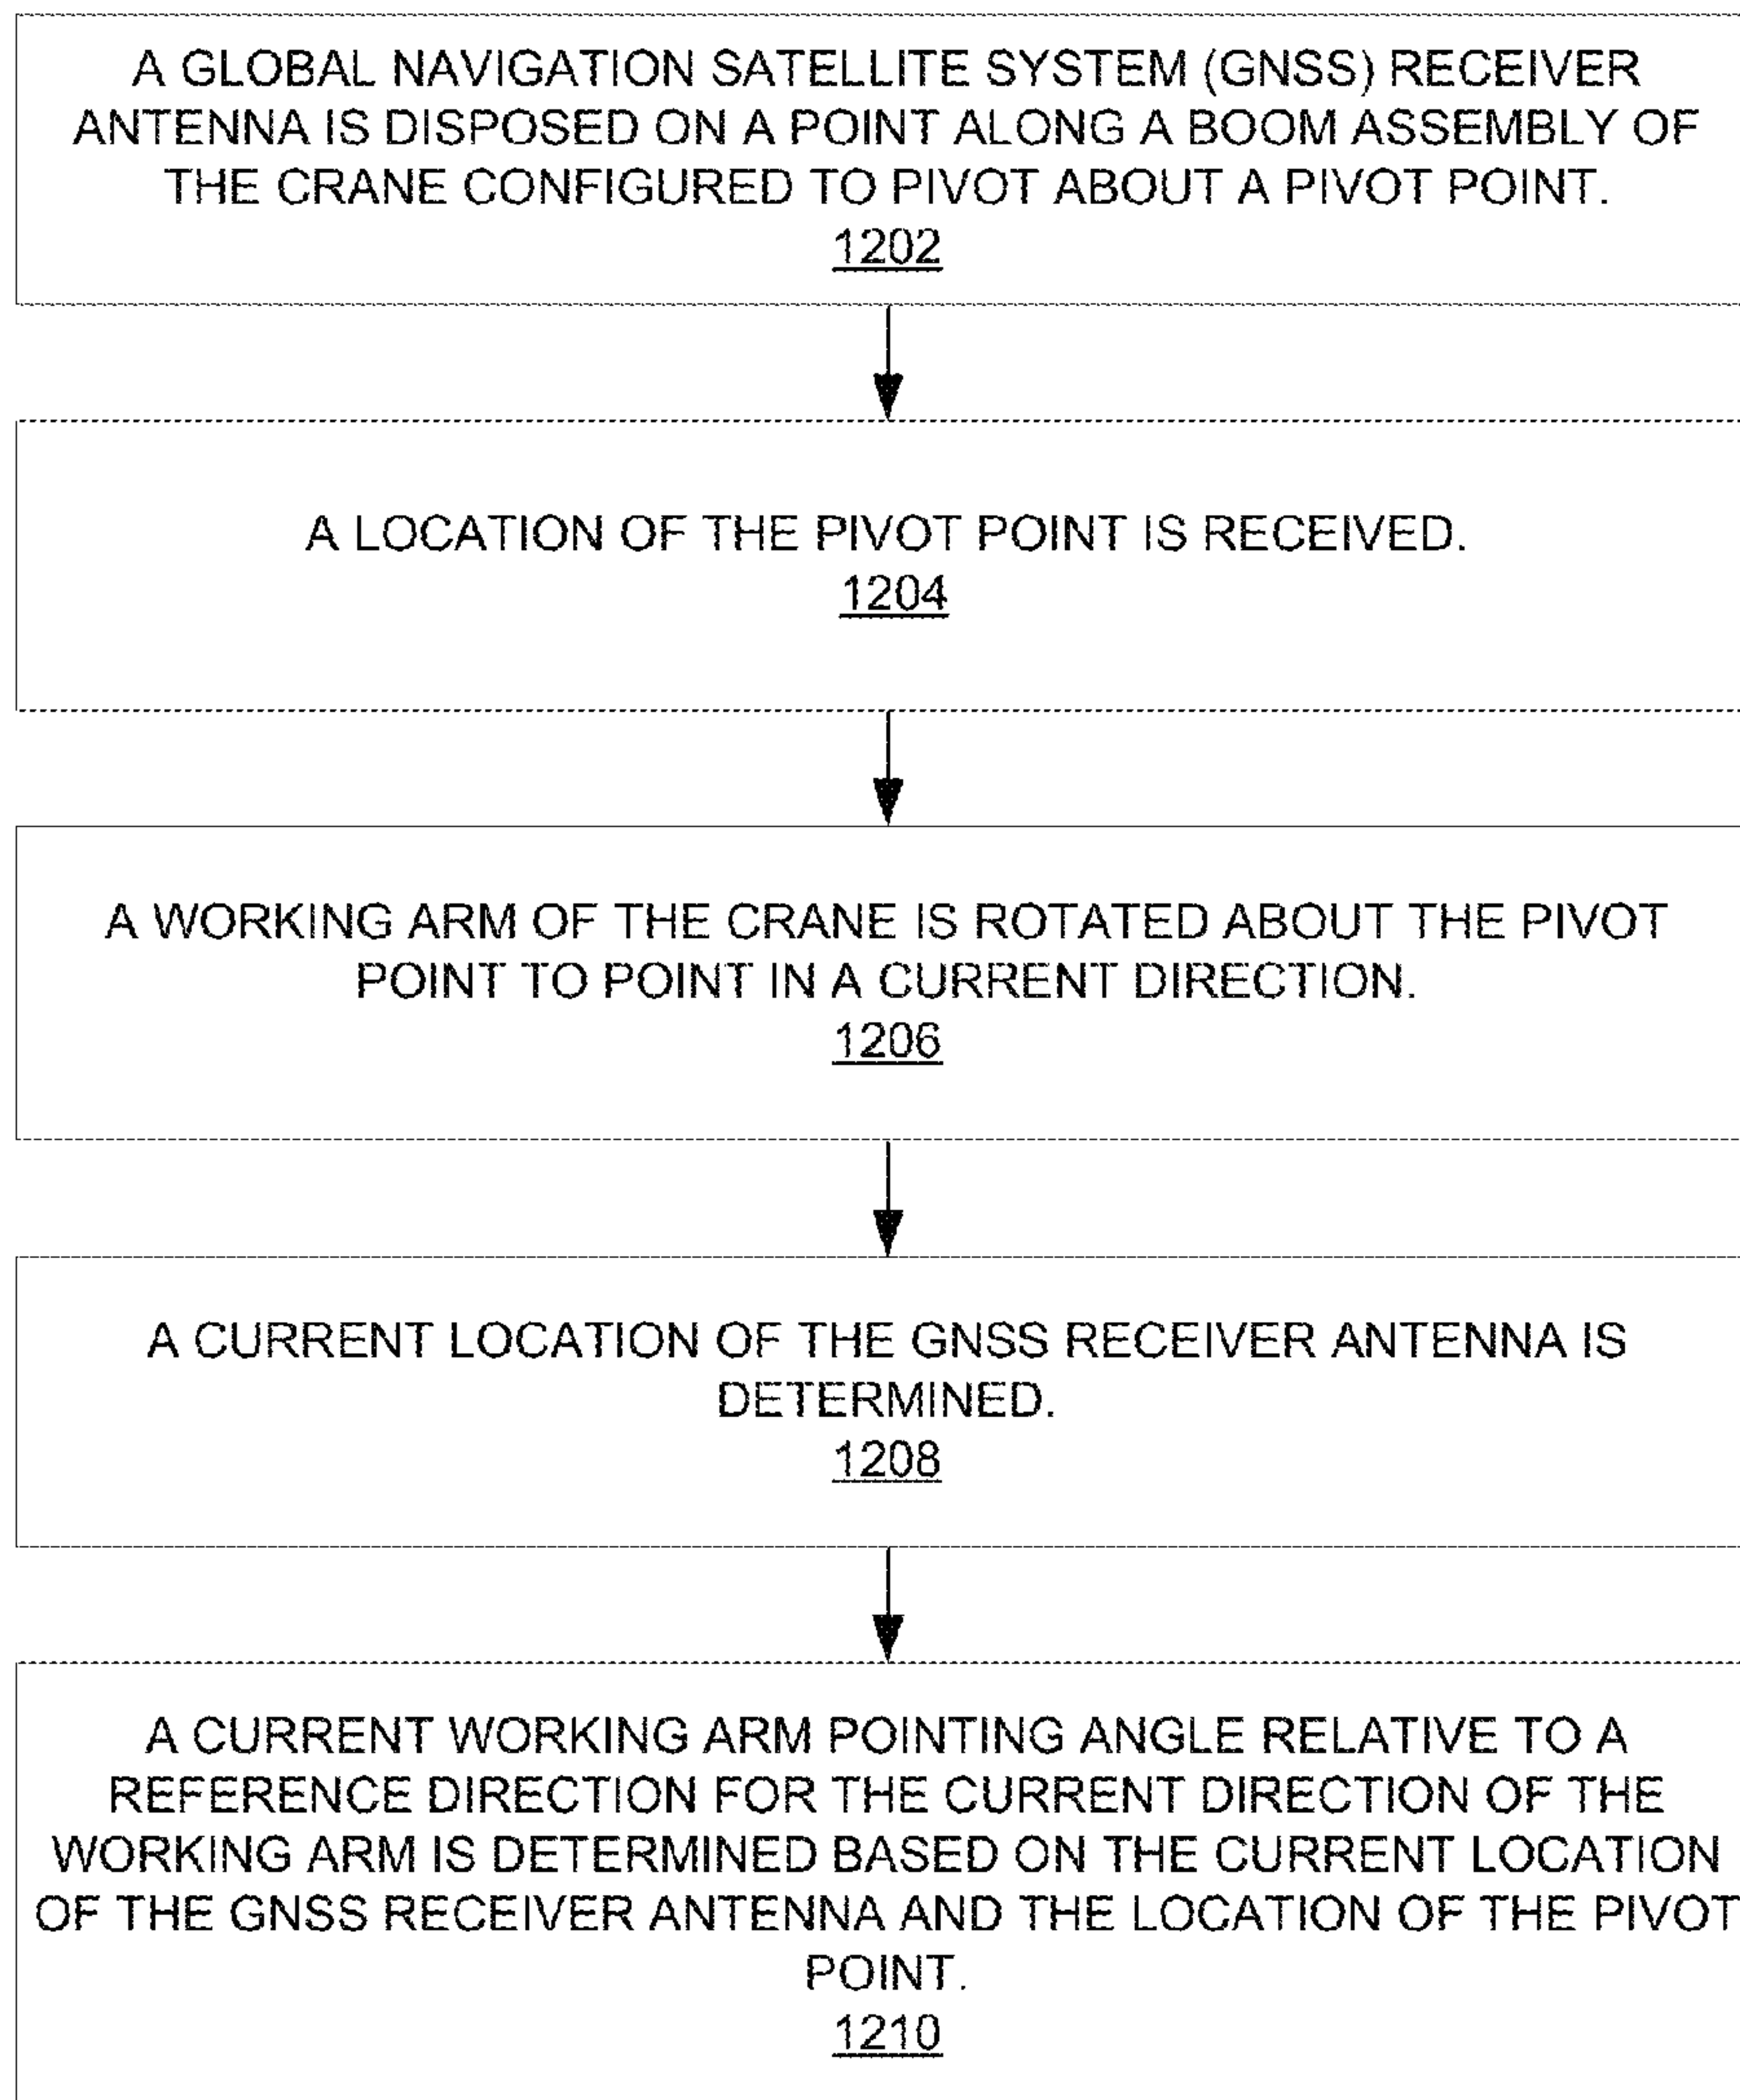 A GLOBAL NAVIGATION SATELLITE SYSTEM (GNSS) RECEIVER
ANTENNA IS DISPOSED ON A POINT ALONG A BOOM ASSEMBLY OF
THE CRANE CONFIGURED TO PIVOT ABOUT A PIVOT POINT.
1202
A LOCATION OF THE PIVOT POINT IS RECEIVED.
1204
A WORKING ARM OF THE CRANE IS ROTATED ABOUT THE PIVOT
POINT TO POINT IN A CURRENT DIRECTION.
1206
A CURRENT LOCATION OF THE GNSS RECEIVER ANTENNA IS
DETERMINED.
1208
A CURRENT WORKING ARM POINTING ANGLE RELATIVE TO A
REFERENCE DIRECTION FOR THE CURRENT DIRECTION OF THE
WORKING ARM IS DETERMINED BASED ON THE CURRENT LOCATION
OF THE GNSS RECEIVER ANTENNA AND THE LOCATION OF THE PIVOT
POINT.
1210